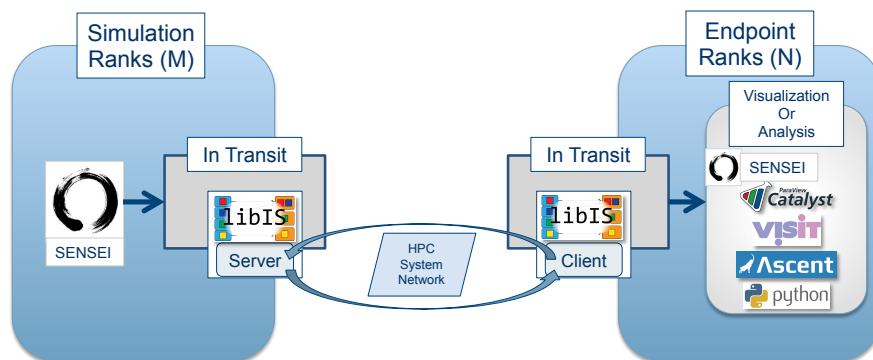 Simulation
Ranks (M)
In Transit
SENSEI
libIS
Server
HPC
System
Network
Endpoint
Ranks (N)
In Transit
libIS
Client
Visualization
Or
Analysis
SENSEI
ParaView
Catalyst
VISIT
Ascent
python